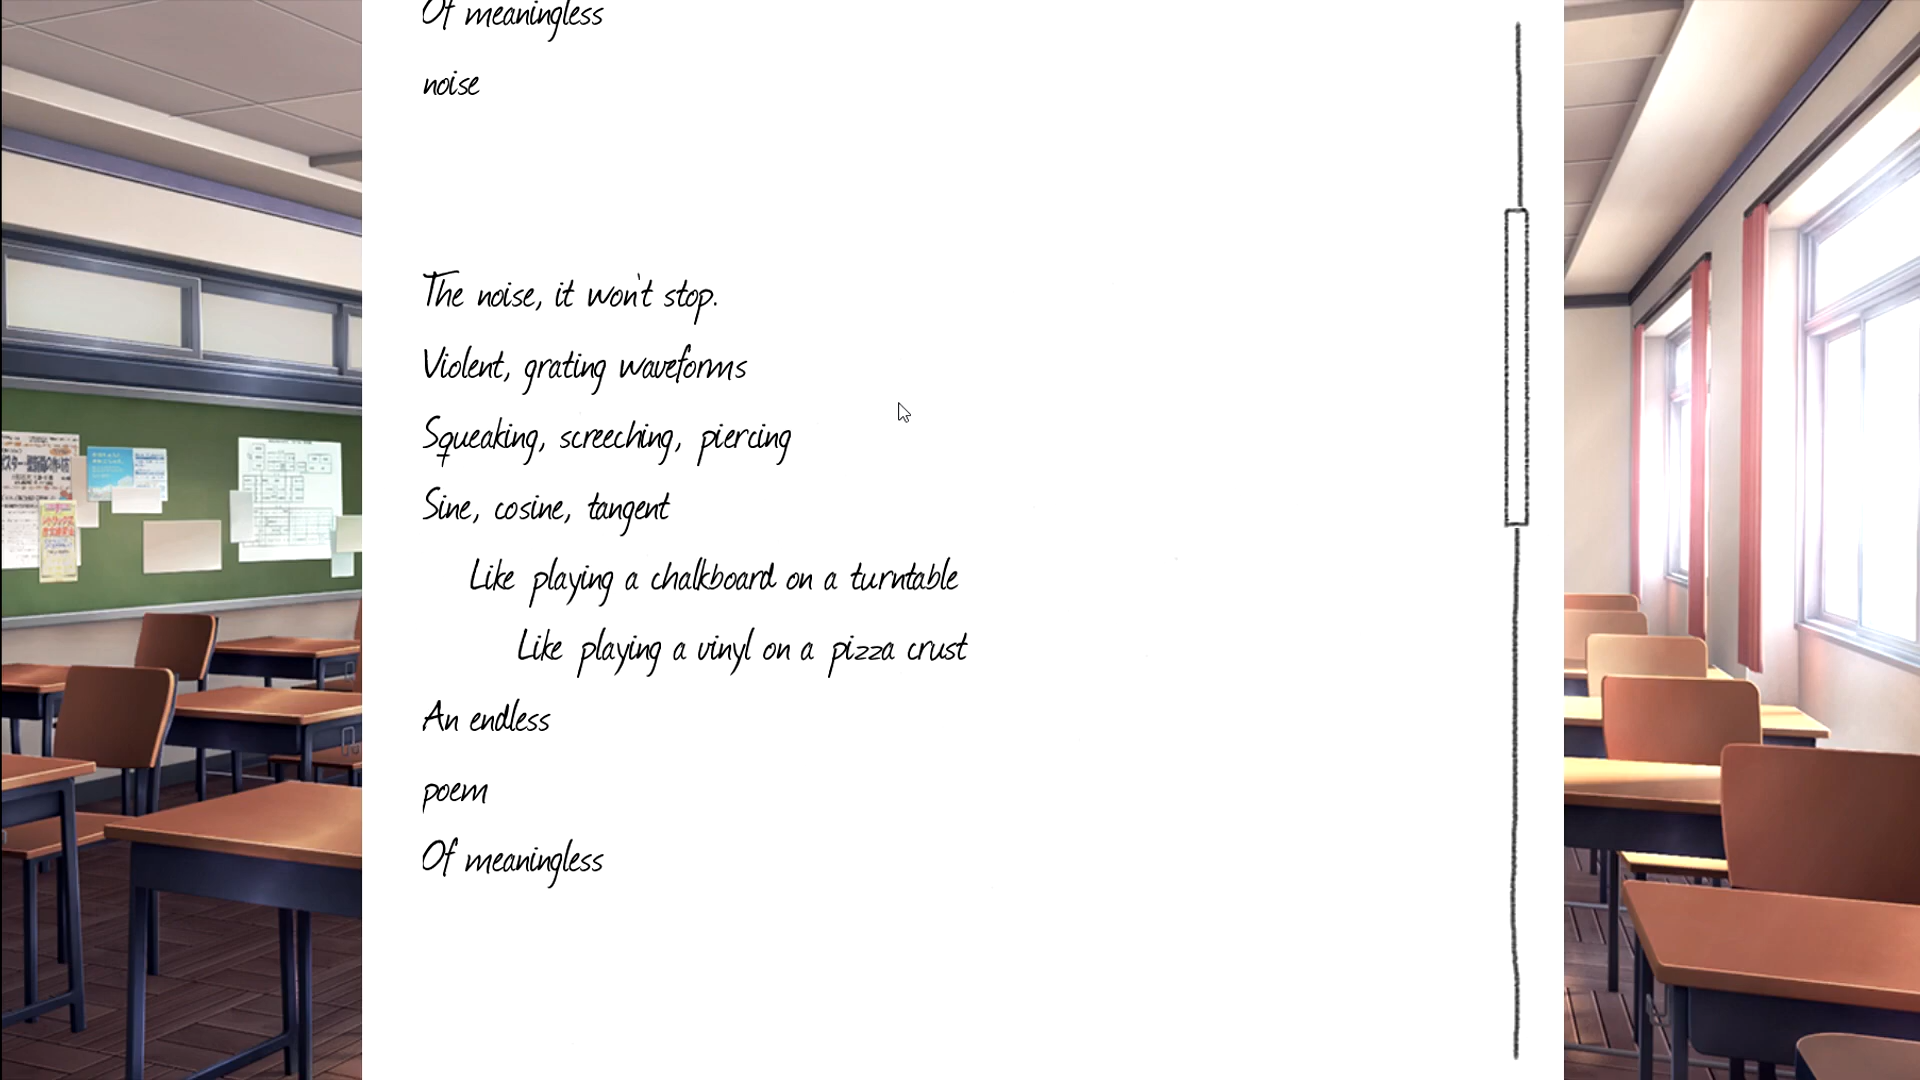 Of meaningless
noise
The noise, it won't stop.
Violent, grating waveforms
Squeaking, screeching, piercing
Sine, cosine, tangent
Like playing a chalkboard on a turntable
Like playing a vinyl on a pizza crust
An endless
poem
Of meaningless